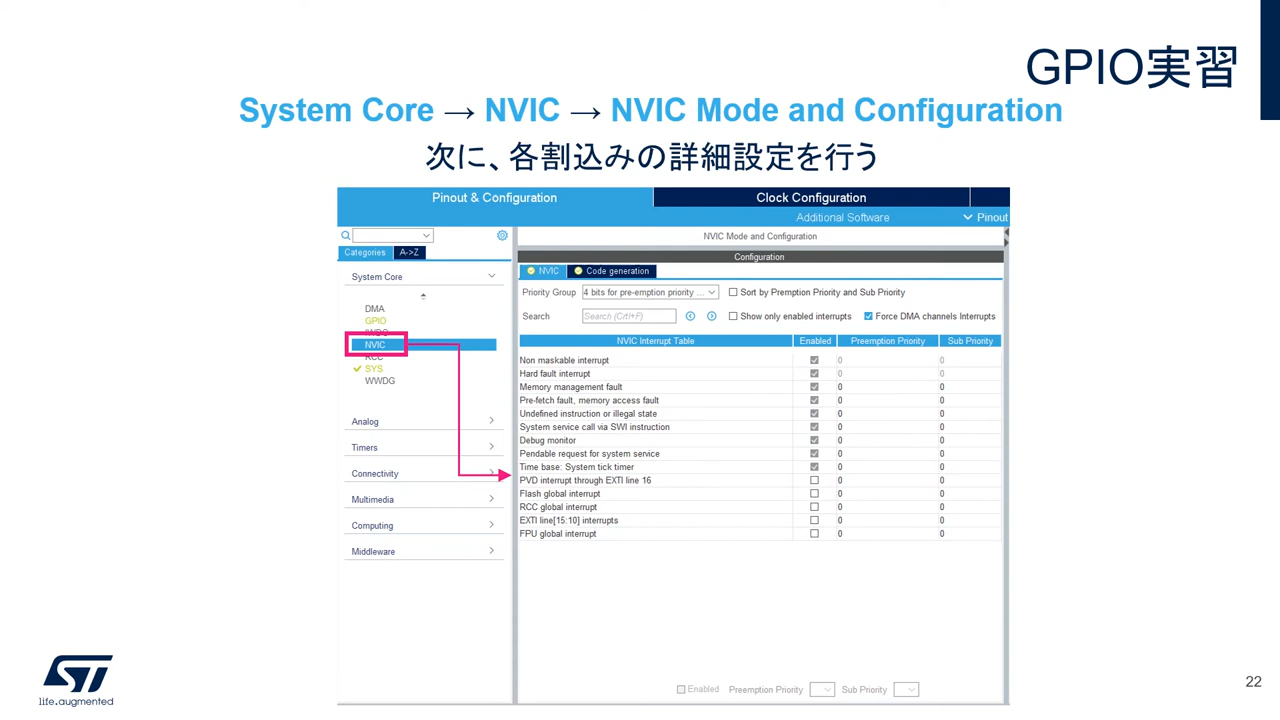 GPIO実習
System Core → NVIC → NVIC Mode and Configuration
次に、各割込みの詳細設定を行う
Pinout & Configuration
Clock Configuration
Additional Software
Pinout
NVIC Mode and Configuration
Categories
A->Z
Configuration
System Core
DMA
GPIO
IWDG
NVIC
RCC
SYS
WWDG
Analog
Timers
Connectivity
Multimedia
Computing
Middleware
NVIC
Code generation
Priority Group
4 bits for pre-emption priority ...
Sort by Premption Priority and Sub Priority
Search
Search (Crtl+F)
Show only enabled interrupts
Force DMA channels Interrupts
NVIC Interrupt Table Enabled Preemption Priority Sub Priority
Non maskable interrupt 0 0
Hard fault interrupt 0 0
Memory management fault 0 0
Pre-fetch fault, memory access fault 0 0
Undefined instruction or illegal state 0 0
System service call via SWI instruction 0 0
Debug monitor 0 0
Pendable request for system service 0 0
Time base: System tick timer 0 0
PVD interrupt through EXTI line 16 0 0
Flash global interrupt 0 0
RCC global interrupt 0 0
EXTI line[15:10] interrupts 0 0
FPU global interrupt 0 0
Enabled Preemption Priority Sub Priority
ST
life.augmented
22